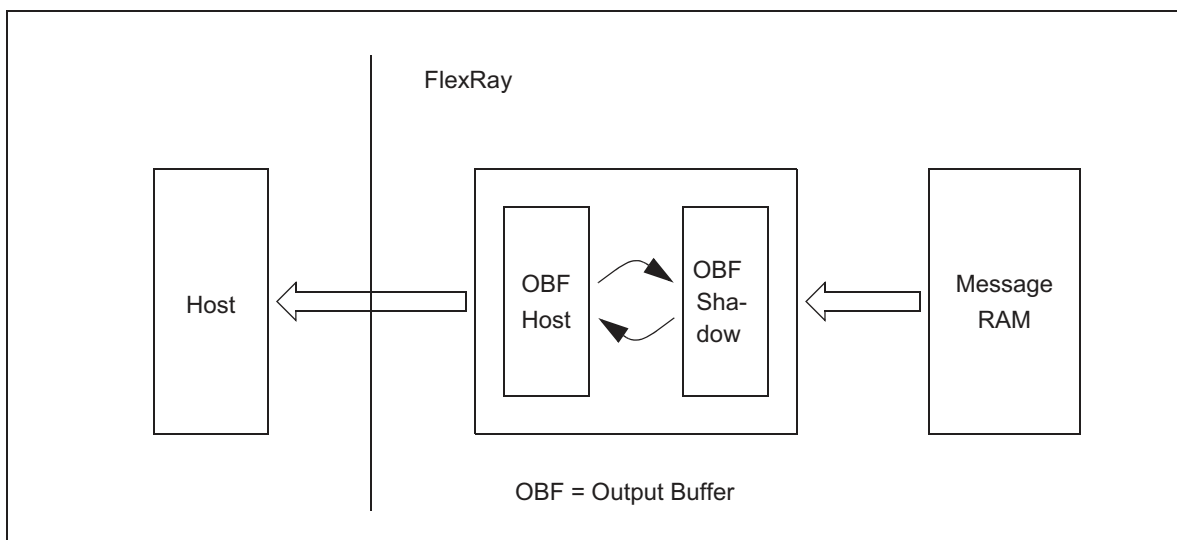 FlexRay
Host
OBF
Host
OBF
Sha-
dow
Message
RAM
OBF = Output Buffer